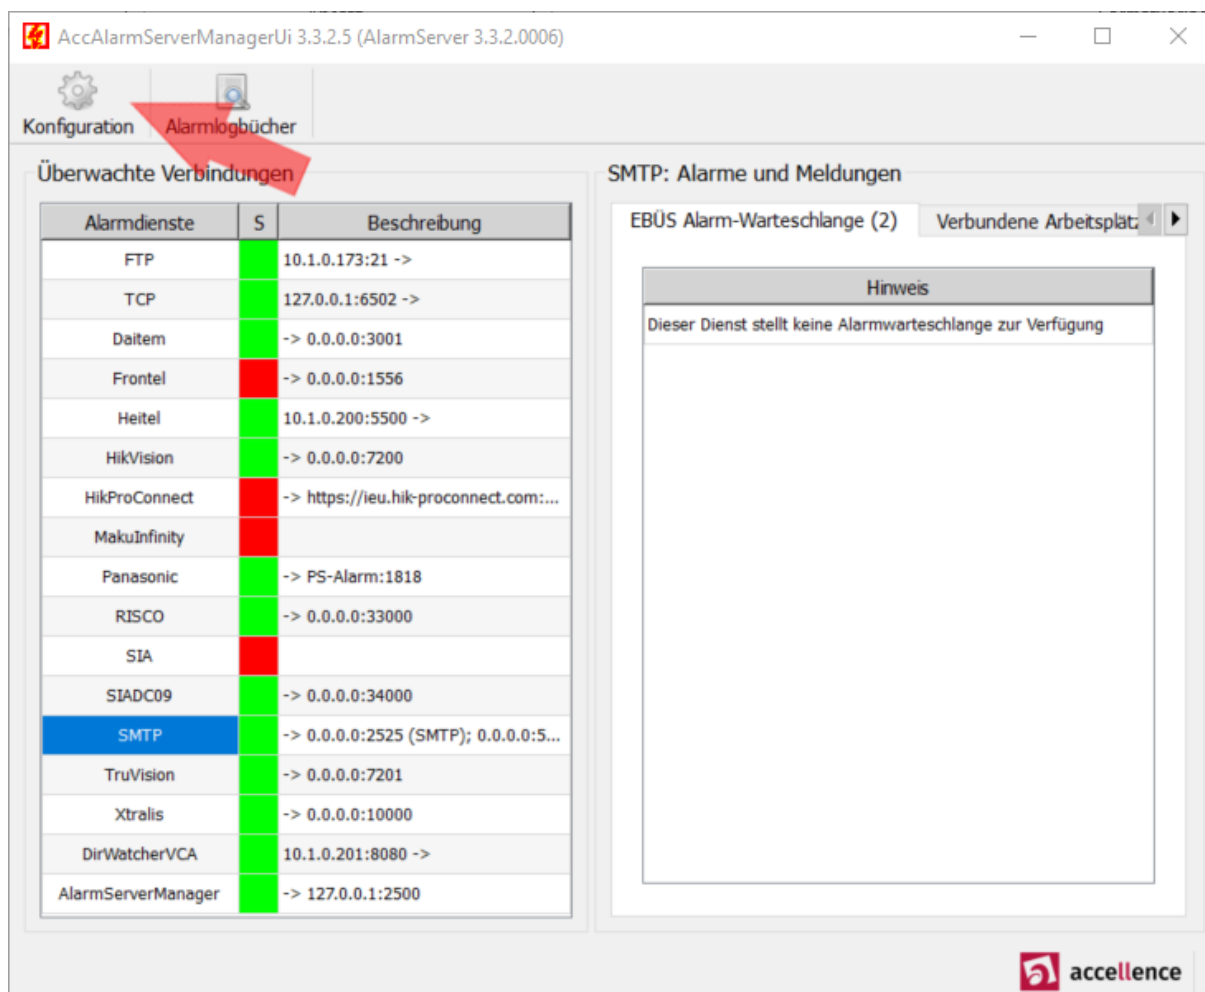 AccAlarmServerManagerUi 3.3.2.5 (AlarmServer 3.3.2.0006)
Konfiguration
Alarmlogbücher
Überwachte Verbindungen
Alarmdienste S Beschreibung
FTP 10.1.0.173:21 ->
TCP 127.0.0.1:6502 ->
Daitem -> 0.0.0.0:3001
Frontel -> 0.0.0.0:1556
Heitel 10.1.0.200:5500 ->
HikVision -> 0.0.0.0:7200
HikProConnect -> https://ieu.hik-proconnect.com:...
MakuInfinity
Panasonic -> PS-Alarm:1818
RISCO -> 0.0.0.0:33000
SIA
SIADC09 -> 0.0.0.0:34000
SMTP -> 0.0.0.0:2525 (SMTP); 0.0.0.0:5...
TruVision -> 0.0.0.0:7201
Xtralis -> 0.0.0.0:10000
DirWatcherVCA 10.1.0.201:8080 ->
AlarmServerManager -> 127.0.0.1:2500
SMTP: Alarme und Meldungen
EBÜS Alarm-Warteschlange (2) Verbundene Arbeitsplätz
Hinweis
Dieser Dienst stellt keine Alarmwarteschlange zur Verfügung
accellence